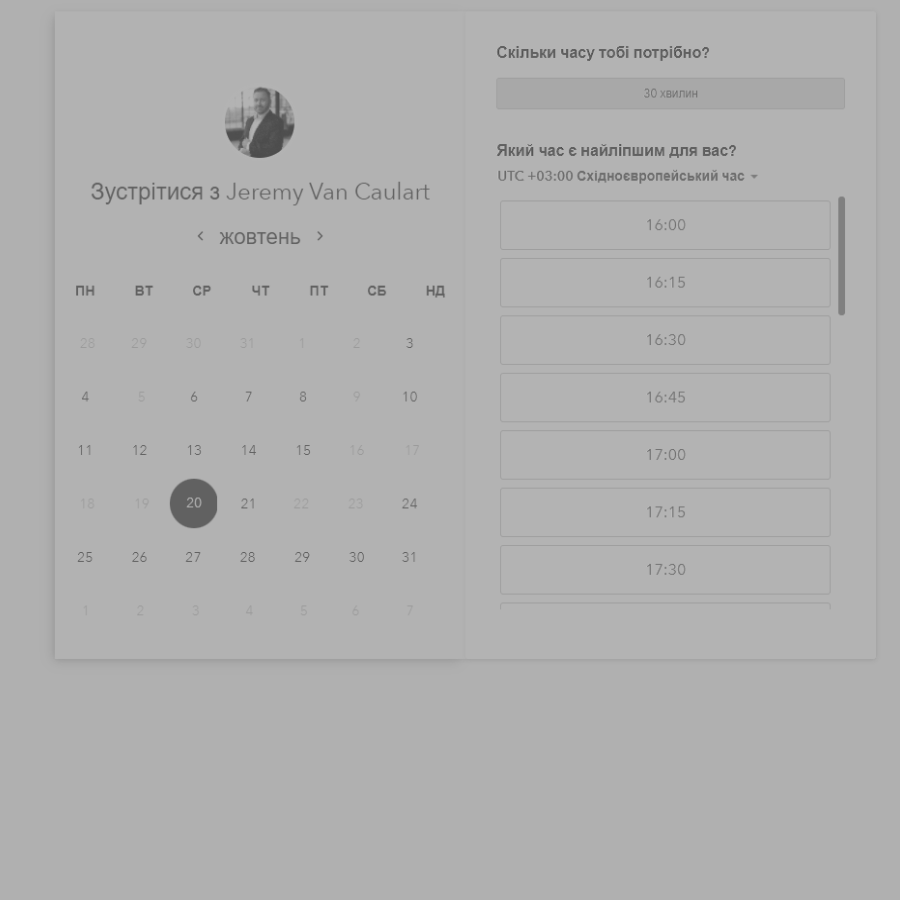 Зустрітися з Jeremy Van Caulart
жовтень
ПН ВТ СР ЧТ ПТ СБ НД
28 29 30 31 1 2 3
4 5 6 7 8 9 10
11 12 13 14 15 16 17
18 19 20 21 22 23 24
25 26 27 28 29 30 31
1 2 3 4 5 6 7
Скільки часу тобі потрібно?
30 хвилин
Який час є найліпшим для вас?
UTC +03:00 Східноєвропейський час
16:00
16:15
16:30
16:45
17:00
17:15
17:30